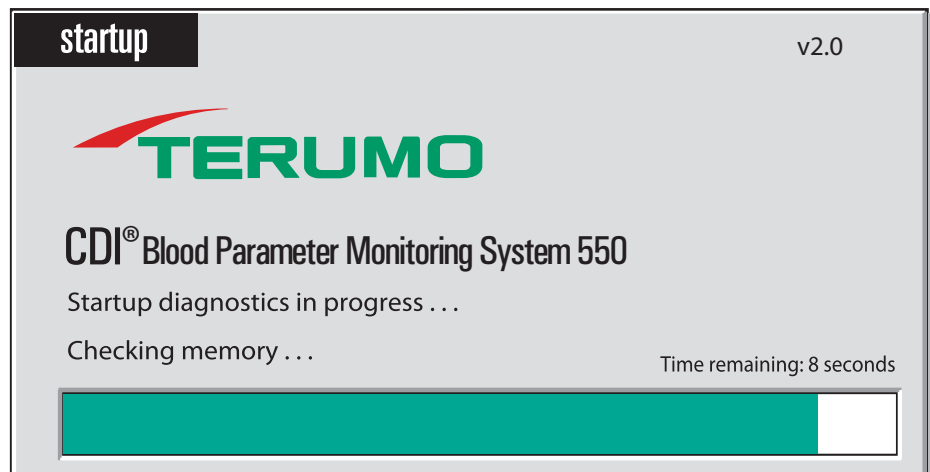 startup
v2.0
TERUMO
CDI® Blood Parameter Monitoring System 550
Startup diagnostics in progress . . .
Checking memory . . .
Time remaining: 8 seconds